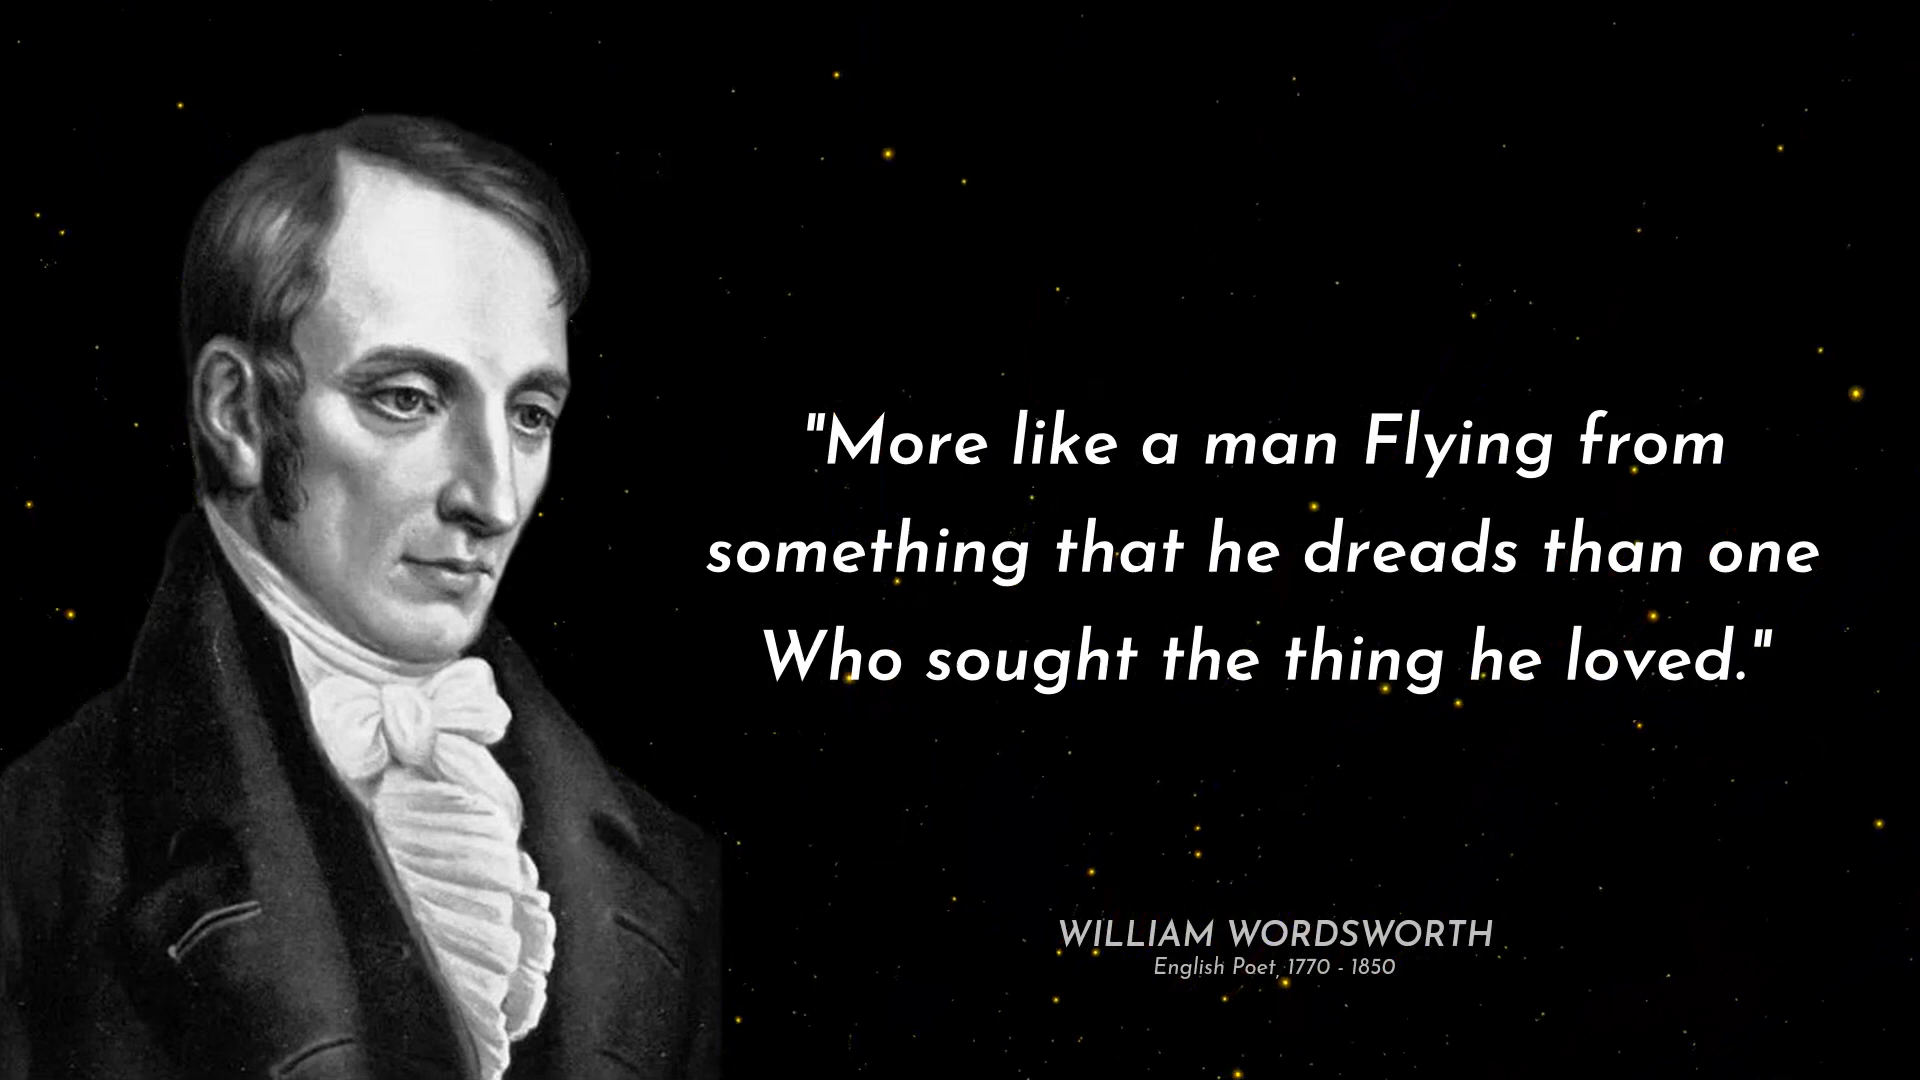 "More like a man Flying from
something that he dreads than one
Who sought the thing he loved."
WILLIAM WORDSWORTH
English Poet, 1770 - 1850